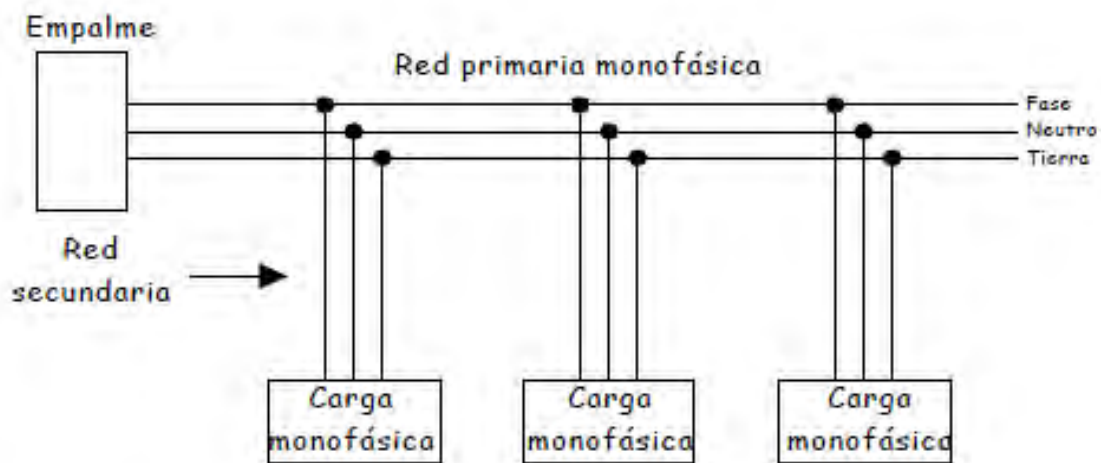 Empalme
Red primaria monofásica
Fase
Neutro
Tierra
Red
secundaria
Carga
monofásica
Carga
monofásica
Carga
monofásica